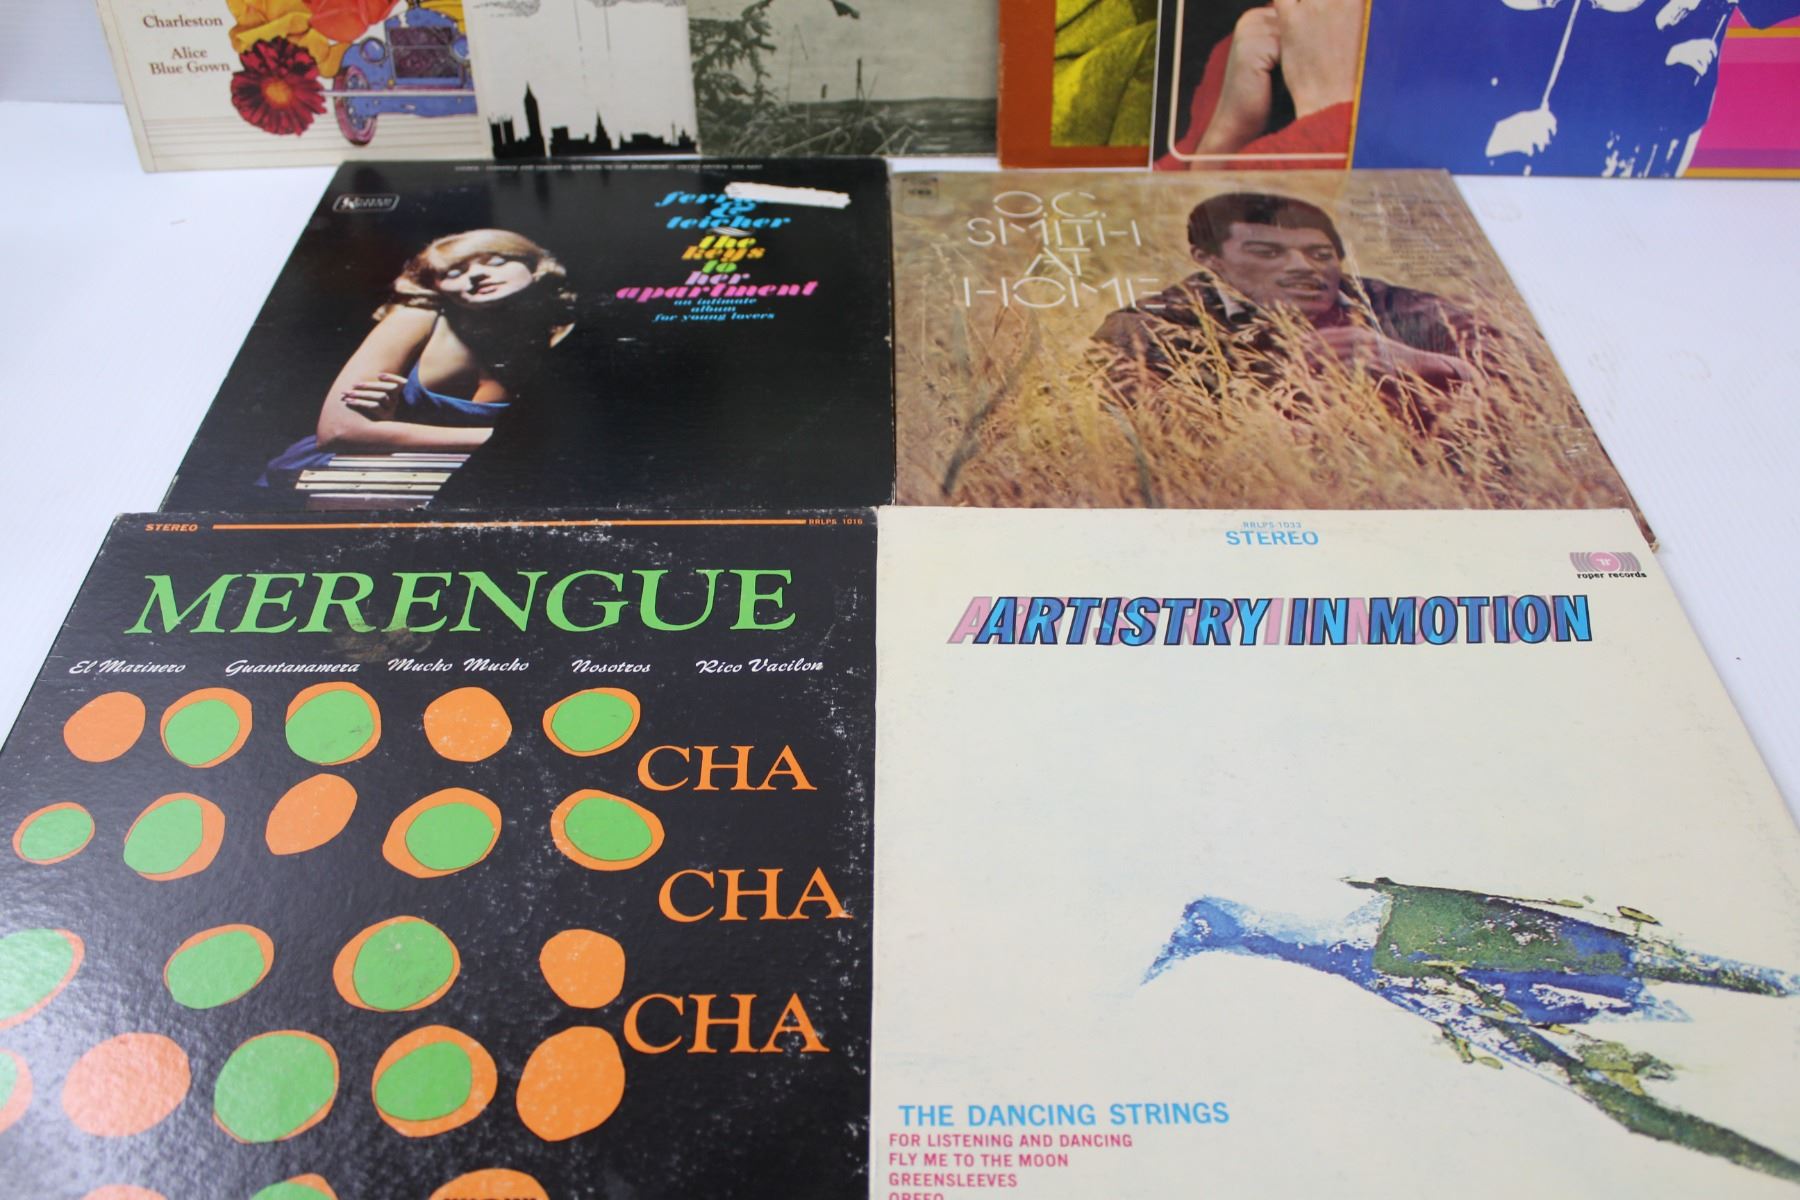 Charleston
Alice
Blue Gown
&
teicher
the
keys
to
her
apartment
an intimate
album
for young lovers
O.C.
SMITH
AT
HOME
STEREO
RRLPS 1016
MERENGUE
El Marinero Guantanamera Mucho Mucho Nosotros Rico Vacilon
CHA
CHA
CHA
RRLPS-1033
STEREO
roper records
ARTISTRY IN MOTION
THE DANCING STRINGS
FOR LISTENING AND DANCING
FLY ME TO THE MOON
GREENSLEEVES
ORFEO